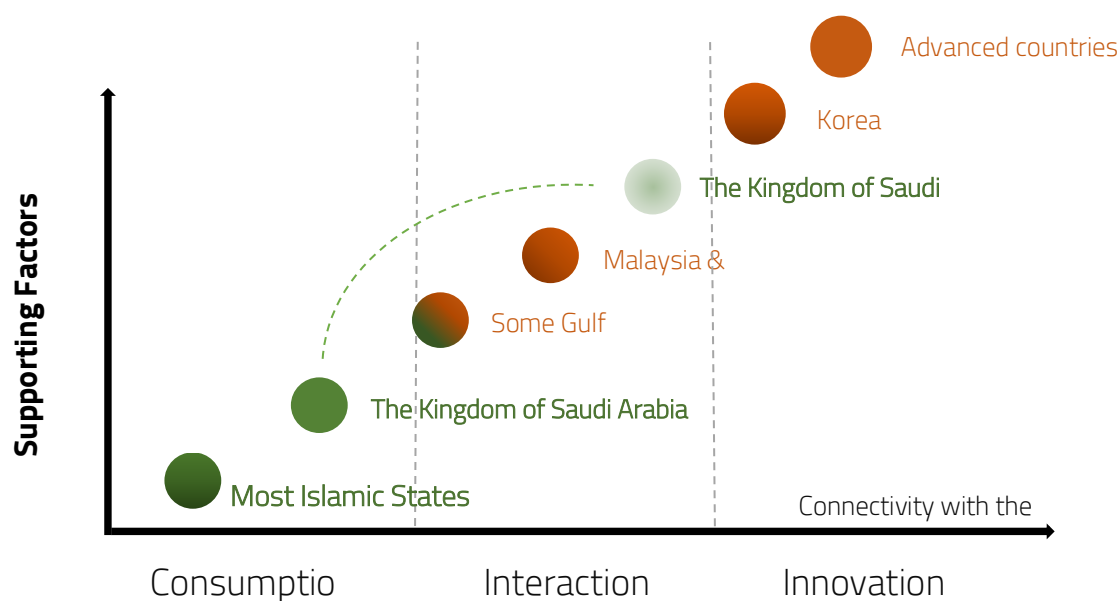 Advanced countries
Korea
The Kingdom of Saudi
Malaysia &
Some Gulf
The Kingdom of Saudi Arabia
Most Islamic States
Supporting Factors
Connectivity with the
Consumptio
Interaction
Innovation